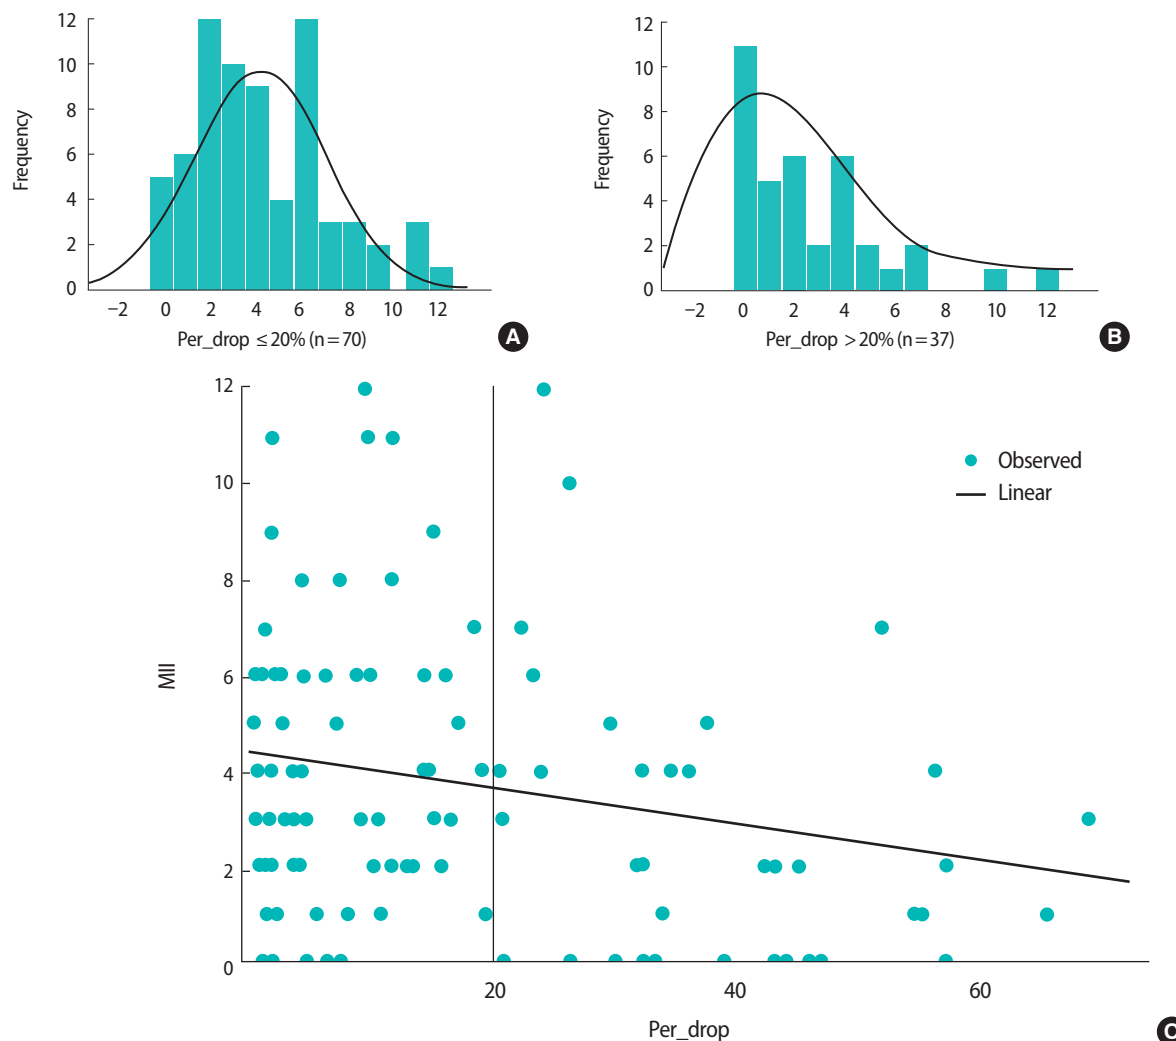 12
10
8
6
4
2
0
Frequency
−2 0 2 4 6 8 10 12
Per_drop ≤ 20% (n = 70)
A
12
10
8
6
4
2
0
Frequency
−2 0 2 4 6 8 10 12
Per_drop > 20% (n = 37)
B
12
10
8
6
4
2
0
MII
Observed
Linear
20 40 60
Per_drop
C